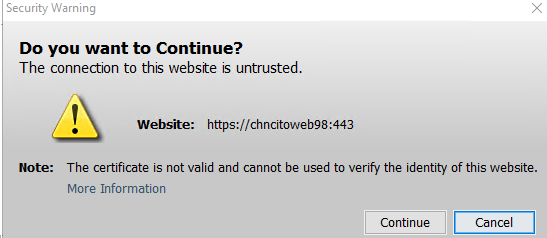 Security Warning
Do you want to Continue?
The connection to this website is untrusted.
Website: https://chncitoweb98:443
Note: The certificate is not valid and cannot be used to verify the identity of this website.
More Information
Continue Cancel